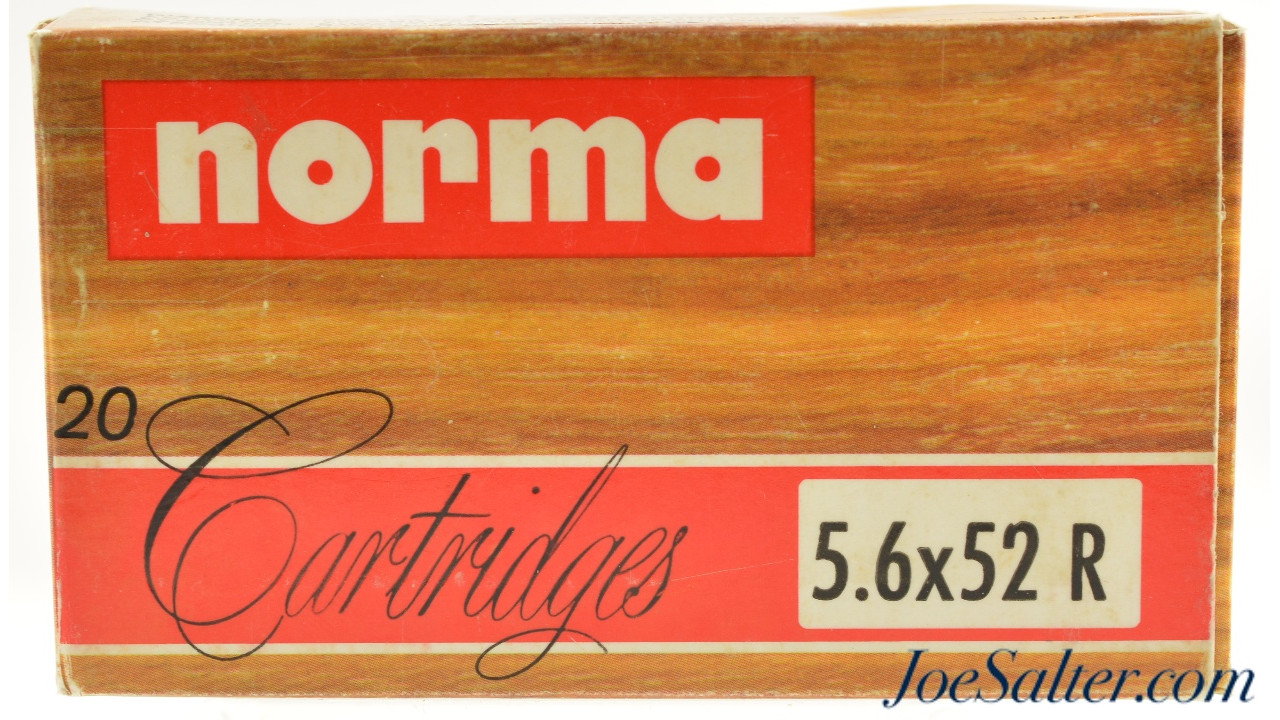 norma
20 Cartridges
5.6x52 R
JoeSalter.com